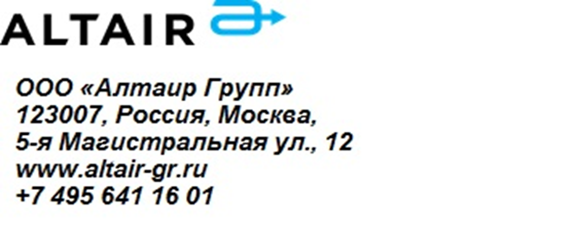 ALTAIR
ООО «Алтаир Групп»
123007, Россия, Москва,
5-я Магистральная ул., 12
www.altair-gr.ru
+7 495 641 16 01